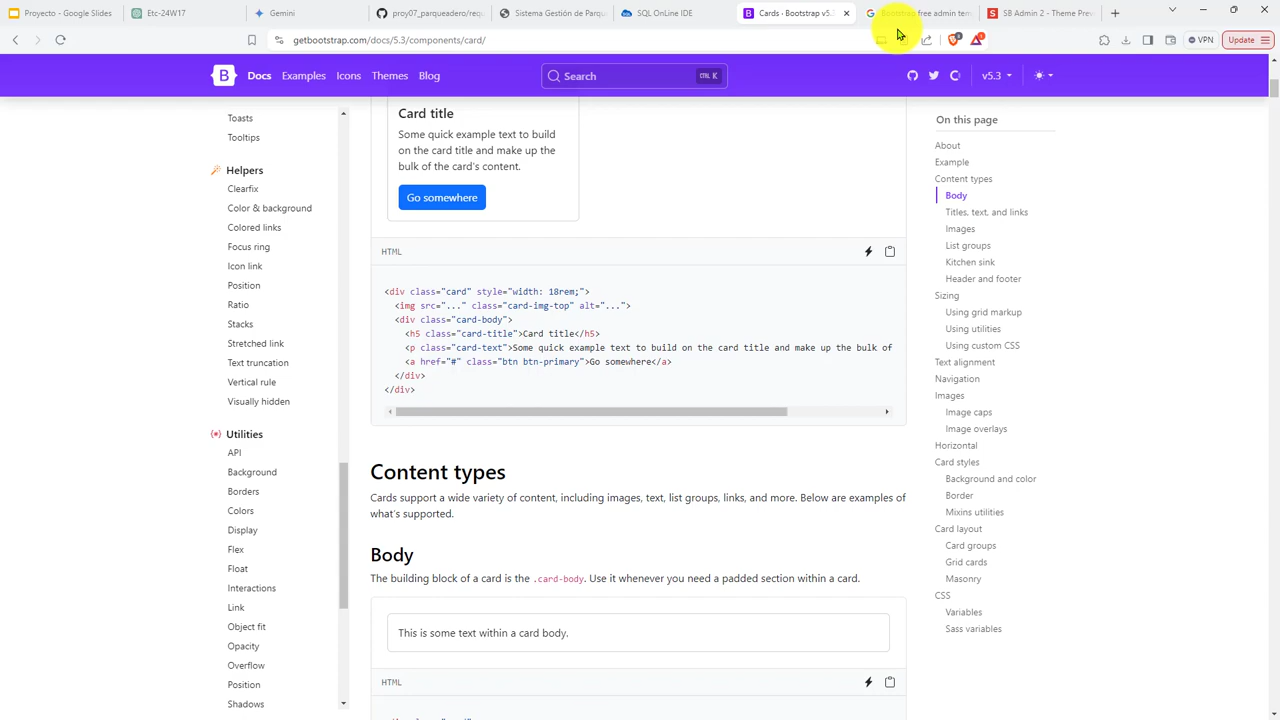 Proyecto - Google Slides
Etc-24W17
Gemini
proy07_parqueadero/requ
Sistema Gestión de Parqu
SQL OnLine IDE
Cards · Bootstrap v5.3
Bootstrap free admin tem
SB Admin 2 - Theme Prev
getbootstrap.com/docs/5.3/components/card/
VPN
Update
B
Docs
Examples
Icons
Themes
Blog
Search
CTRL K
v5.3
Toasts
Tooltips
Helpers
Clearfix
Color & background
Colored links
Focus ring
Icon link
Position
Ratio
Stacks
Stretched link
Text truncation
Vertical rule
Visually hidden
Utilities
API
Background
Borders
Colors
Display
Flex
Float
Interactions
Link
Object fit
Opacity
Overflow
Position
Shadows
Card title
Some quick example text to build
on the card title and make up the
bulk of the card's content.
Go somewhere
HTML
<div class="card" style="width: 18rem;">
<img src="..." class="card-img-top" alt="...">
<div class="card-body">
<h5 class="card-title">Card title</h5>
<p class="card-text">Some quick example text to build on the card title and make up the bulk of
<a href="#" class="btn btn-primary">Go somewhere</a>
</div>
</div>
Content types
Cards support a wide variety of content, including images, text, list groups, links, and more. Below are examples of
what's supported.
Body
The building block of a card is the .card-body. Use it whenever you need a padded section within a card.
This is some text within a card body.
HTML
On this page
About
Example
Content types
Body
Titles, text, and links
Images
List groups
Kitchen sink
Header and footer
Sizing
Using grid markup
Using utilities
Using custom CSS
Text alignment
Navigation
Images
Image caps
Image overlays
Horizontal
Card styles
Background and color
Border
Mixins utilities
Card layout
Card groups
Grid cards
Masonry
CSS
Variables
Sass variables